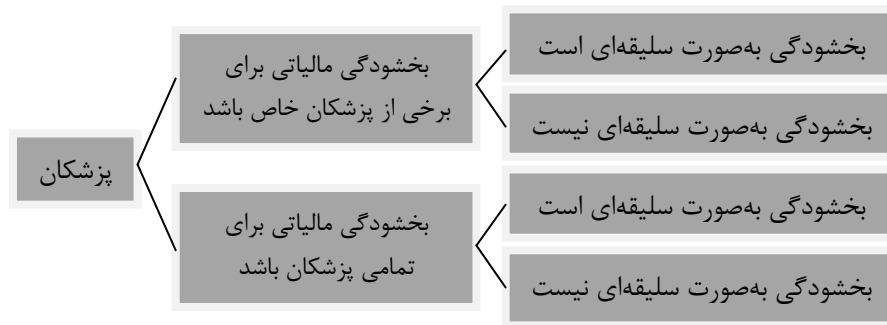 پزشکان
بخشودگی مالیاتی برای
برخی از پزشکان خاص باشد
بخشودگی به‌صورت سلیقه‌ای است
بخشودگی به‌صورت سلیقه‌ای نیست
بخشودگی مالیاتی برای
تمامی پزشکان باشد
بخشودگی به‌صورت سلیقه‌ای است
بخشودگی به‌صورت سلیقه‌ای نیست